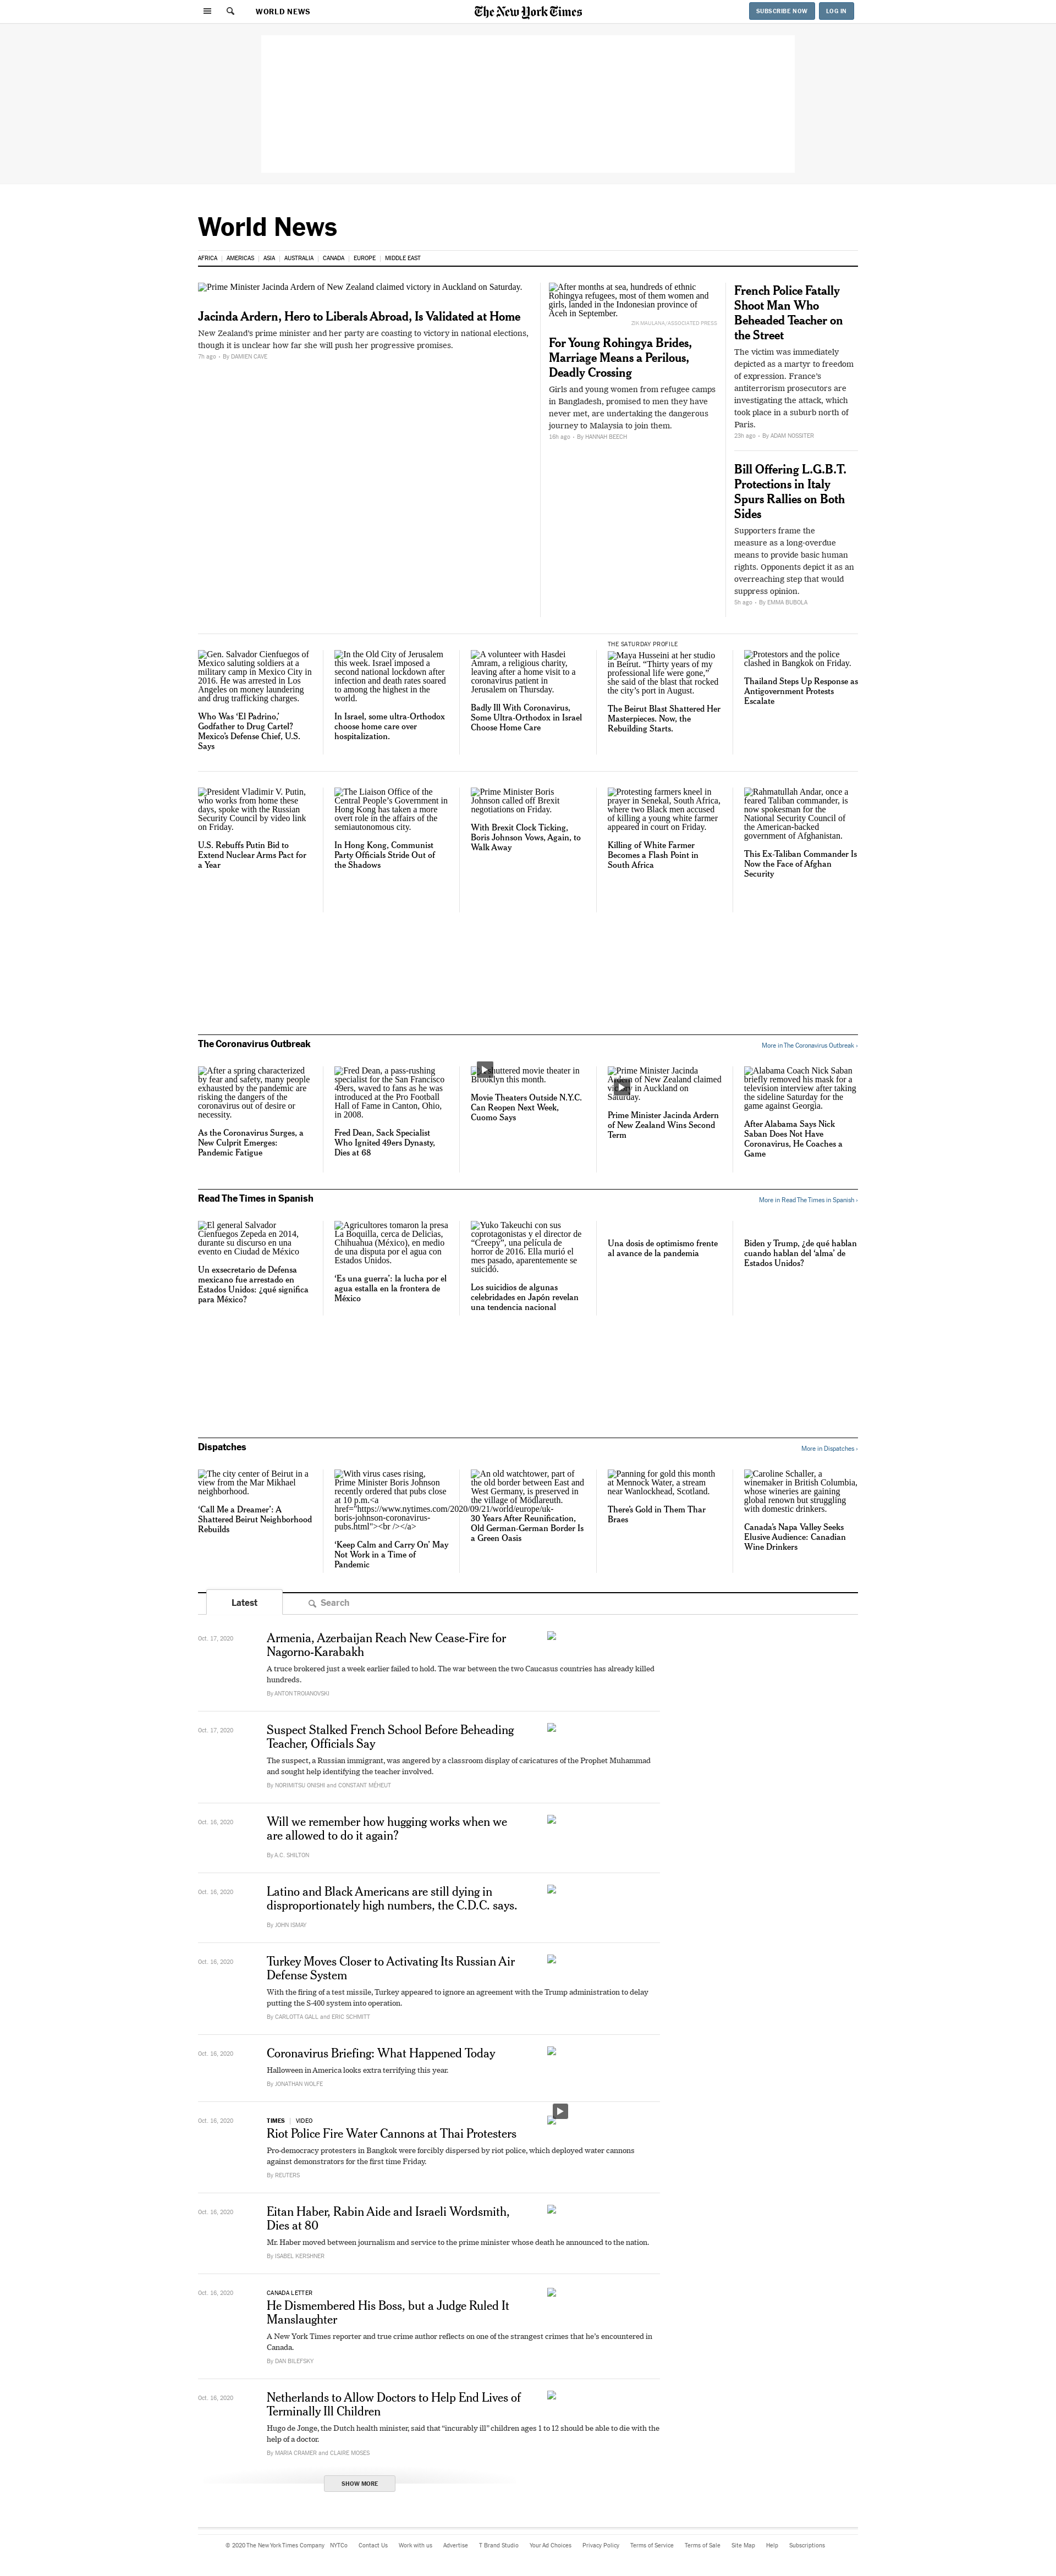 WORLD NEWS
The New York Times
SUBSCRIBE NOW
LOG IN
World News
AFRICA | AMERICAS | ASIA | AUSTRALIA | CANADA | EUROPE | MIDDLE EAST
Prime Minister Jacinda Ardern of New Zealand claimed victory in Auckland on Saturday.
Jacinda Ardern, Hero to Liberals Abroad, Is Validated at Home
New Zealand's prime minister and her party are coasting to victory in national elections,
though it is unclear how far she will push her progressive promises.
7h ago • By DAMIEN CAVE
After months at sea, hundreds of ethnic
Rohingya refugees, most of them women and
girls, landed in the Indonesian province of
Aceh in September.
ZIK MAULANA/ASSOCIATED PRESS
For Young Rohingya Brides,
Marriage Means a Perilous,
Deadly Crossing
Girls and young women from refugee camps
in Bangladesh, promised to men they have
never met, are undertaking the dangerous
journey to Malaysia to join them.
16h ago • By HANNAH BEECH
French Police Fatally
Shoot Man Who
Beheaded Teacher on
the Street
The victim was immediately
depicted as a martyr to freedom
of expression. France's
antiterrorism prosecutors are
investigating the attack, which
took place in a suburb north of
Paris.
23h ago • By ADAM NOSSITER
Bill Offering L.G.B.T.
Protections in Italy
Spurs Rallies on Both
Sides
Supporters frame the
measure as a long-overdue
means to provide basic human
rights. Opponents depict it as an
overreaching step that would
suppress opinion.
5h ago • By EMMA BUBOLA
Gen. Salvador Cienfuegos of
Mexico saluting soldiers at a
military camp in Mexico City in
2016. He was arrested in Los
Angeles on money laundering
and drug trafficking charges.
Who Was ‘El Padrino,’
Godfather to Drug Cartel?
Mexico's Defense Chief, U.S.
Says
In the Old City of Jerusalem
this week. Israel imposed a
second national lockdown after
infection and death rates soared
to among the highest in the
world.
In Israel, some ultra-Orthodox
choose home care over
hospitalization.
A volunteer with Hasdei
Amram, a religious charity,
leaving after a home visit to a
coronavirus patient in
Jerusalem on Thursday.
Badly Ill With Coronavirus,
Some Ultra-Orthodox in Israel
Choose Home Care
THE SATURDAY PROFILE
Maya Husseini at her studio
in Beirut. “Thirty years of my
professional life were gone,”
she said of the blast that rocked
the city's port in August.
The Beirut Blast Shattered Her
Masterpieces. Now, the
Rebuilding Starts.
Protestors and the police
clashed in Bangkok on Friday.
Thailand Steps Up Response as
Antigovernment Protests
Escalate
President Vladimir V. Putin,
who works from home these
days, spoke with the Russian
Security Council by video link
on Friday.
U.S. Rebuffs Putin Bid to
Extend Nuclear Arms Pact for
a Year
The Liaison Office of the
Central People's Government in
Hong Kong has taken a more
overt role in the affairs of the
semiautonomous city.
In Hong Kong, Communist
Party Officials Stride Out of
the Shadows
Prime Minister Boris
Johnson called off Brexit
negotiations on Friday.
With Brexit Clock Ticking,
Boris Johnson Vows, Again, to
Walk Away
Protesting farmers kneel in
prayer in Senekal, South Africa,
where two Black men accused
of killing a young white farmer
appeared in court on Friday.
Killing of White Farmer
Becomes a Flash Point in
South Africa
Rahmatullah Andar, once a
feared Taliban commander, is
now spokesman for the
National Security Council of
the American-backed
government of Afghanistan.
This Ex-Taliban Commander Is
Now the Face of Afghan
Security
The Coronavirus Outbreak
More in The Coronavirus Outbreak ›
After a spring characterized
by fear and safety, many people
exhausted by the pandemic are
risking the dangers of the
coronavirus out of desire or
necessity.
As the Coronavirus Surges, a
New Culprit Emerges:
Pandemic Fatigue
Fred Dean, a pass-rushing
specialist for the San Francisco
49ers, waved to fans as he was
introduced at the Pro Football
Hall of Fame in Canton, Ohio,
in 2008.
Fred Dean, Sack Specialist
Who Ignited 49ers Dynasty,
Dies at 68
movie theater in
Brooklyn this month.
Movie Theaters Outside N.Y.C.
Can Reopen Next Week,
Cuomo Says
Prime Minister Jacinda
of New Zealand claimed
in Auckland on
Saturday.
Prime Minister Jacinda Ardern
of New Zealand Wins Second
Term
Alabama Coach Nick Saban
briefly removed his mask for a
television interview after taking
the sideline Saturday for the
game against Georgia.
After Alabama Says Nick
Saban Does Not Have
Coronavirus, He Coaches a
Game
Read The Times in Spanish
More in Read The Times in Spanish ›
El general Salvador
Cienfuegos Zepeda en 2014,
durante su discurso en una
evento en Ciudad de México
Un exsecretario de Defensa
mexicano fue arrestado en
Estados Unidos: ¿qué significa
para México?
Agricultores tomaron la presa
La Boquilla, cerca de Delicias,
Chihuahua (México), en medio
de una disputa por el agua con
Estados Unidos.
‘Es una guerra’: la lucha por el
agua estalla en la frontera de
México
Yuko Takeuchi con sus
coprotagonistas y el director de
“Creepy”, una película de
horror de 2016. Ella murió el
mes pasado, aparentemente se
suicidó.
Los suicidios de algunas
celebridades en Japón revelan
una tendencia nacional
Una dosis de optimismo frente
al avance de la pandemia
Biden y Trump, ¿de qué hablan
cuando hablan del ‘alma’ de
Estados Unidos?
Dispatches
More in Dispatches ›
The city center of Beirut in a
view from the Mar Mikhael
neighborhood.
‘Call Me a Dreamer’: A
Shattered Beirut Neighborhood
Rebuilds
With virus cases rising,
Prime Minister Boris Johnson
recently ordered that pubs close
at 10 p.m.<a
href="https://www.nytimes.com/2020/09/21/world/europe/uk-
boris-johnson-coronavirus-
pubs.html"><br /></a>
‘Keep Calm and Carry On’ May
Not Work in a Time of
Pandemic
An old watchtower, part of
the old border between East and
West Germany, is preserved in
the village of Mödlareuth.
30 Years After Reunification,
Old German-German Border Is
a Green Oasis
Panning for gold this month
at Mennock Water, a stream
near Wanlockhead, Scotland.
There's Gold in Them Thar
Braes
Caroline Schaller, a
winemaker in British Columbia,
whose wineries are gaining
global renown but struggling
with domestic drinkers.
Canada's Napa Valley Seeks
Elusive Audience: Canadian
Wine Drinkers
Latest
Search
Oct. 17, 2020
Armenia, Azerbaijan Reach New Cease-Fire for
Nagorno-Karabakh
A truce brokered just a week earlier failed to hold. The war between the two Caucasus countries has already killed
hundreds.
By ANTON TROIANOVSKI
Oct. 17, 2020
Suspect Stalked French School Before Beheading
Teacher, Officials Say
The suspect, a Russian immigrant, was angered by a classroom display of caricatures of the Prophet Muhammad
and sought help identifying the teacher involved.
By NORIMITSU ONISHI and CONSTANT MÉHEUT
Oct. 16, 2020
Will we remember how hugging works when we
are allowed to do it again?
By A.C. SHILTON
Oct. 16, 2020
Latino and Black Americans are still dying in
disproportionately high numbers, the C.D.C. says.
By JOHN ISMAY
Oct. 16, 2020
Turkey Moves Closer to Activating Its Russian Air
Defense System
With the firing of a test missile, Turkey appeared to ignore an agreement with the Trump administration to delay
putting the S-400 system into operation.
By CARLOTTA GALL and ERIC SCHMITT
Oct. 16, 2020
Coronavirus Briefing: What Happened Today
Halloween in America looks extra terrifying this year.
By JONATHAN WOLFE
Oct. 16, 2020
TIMES | VIDEO
Riot Police Fire Water Cannons at Thai Protesters
Pro-democracy protesters in Bangkok were forcibly dispersed by riot police, which deployed water cannons
against demonstrators for the first time Friday.
By REUTERS
Oct. 16, 2020
Eitan Haber, Rabin Aide and Israeli Wordsmith,
Dies at 80
Mr. Haber moved between journalism and service to the prime minister whose death he announced to the nation.
By ISABEL KERSHNER
Oct. 16, 2020
CANADA LETTER
He Dismembered His Boss, but a Judge Ruled It
Manslaughter
A New York Times reporter and true crime author reflects on one of the strangest crimes that he's encountered in
Canada.
By DAN BILEFSKY
Oct. 16, 2020
Netherlands to Allow Doctors to Help End Lives of
Terminally Ill Children
Hugo de Jonge, the Dutch health minister, said that “incurably ill” children ages 1 to 12 should be able to die with the
help of a doctor.
By MARIA CRAMER and CLAIRE MOSES
SHOW MORE
© 2020 The New York Times Company NYTCo Contact Us Work with us Advertise T Brand Studio Your Ad Choices Privacy Policy Terms of Service Terms of Sale Site Map Help Subscriptions